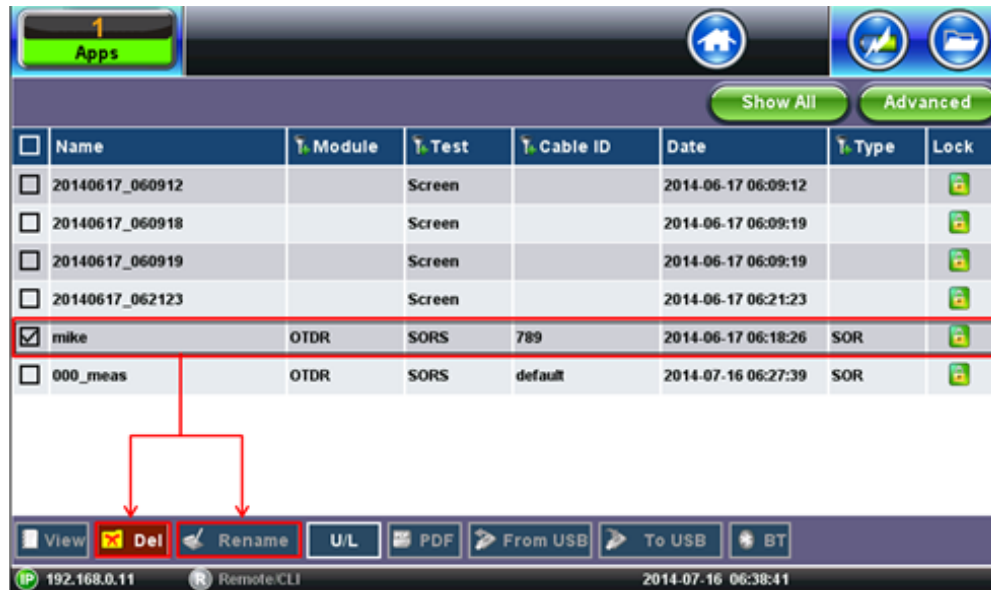 1
Apps
Show All Advanced
Name Module Test Cable ID Date Type Lock
20140617_060912 Screen 2014-06-17 06:09:12
20140617_060918 Screen 2014-06-17 06:09:19
20140617_060919 Screen 2014-06-17 06:09:19
20140617_062123 Screen 2014-06-17 06:21:23
mike OTDR SORS 789 2014-06-17 06:18:26 SOR
000_meas OTDR SORS default 2014-07-16 06:27:39 SOR
View Del Rename U/L PDF From USB To USB BT
IP 192.168.0.11 R Remote/CLI 2014-07-16 06:38:41